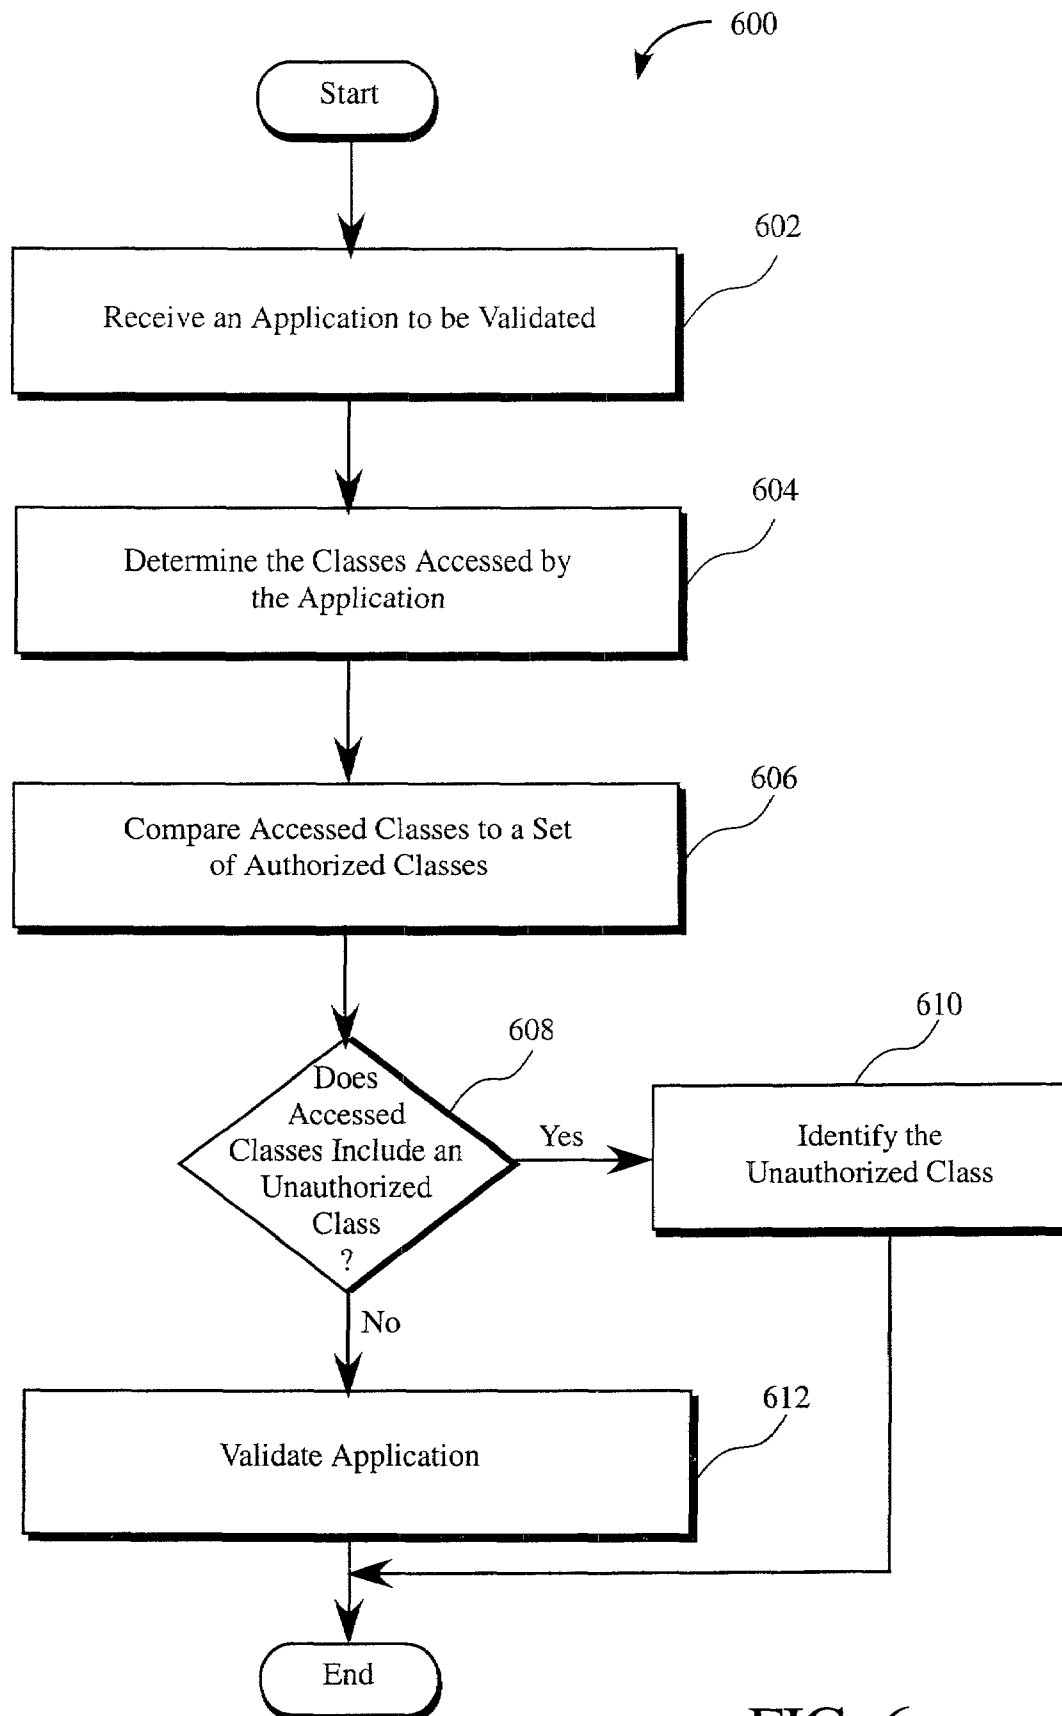 600
Start
602
Receive an Application to be Validated
604
Determine the Classes Accessed by
the Application
606
Compare Accessed Classes to a Set
of Authorized Classes
608
Does
Accessed
Classes Include an
Unauthorized
Class
?
Yes
610
Identify the
Unauthorized Class
No
612
Validate Application
End
FIG. 6